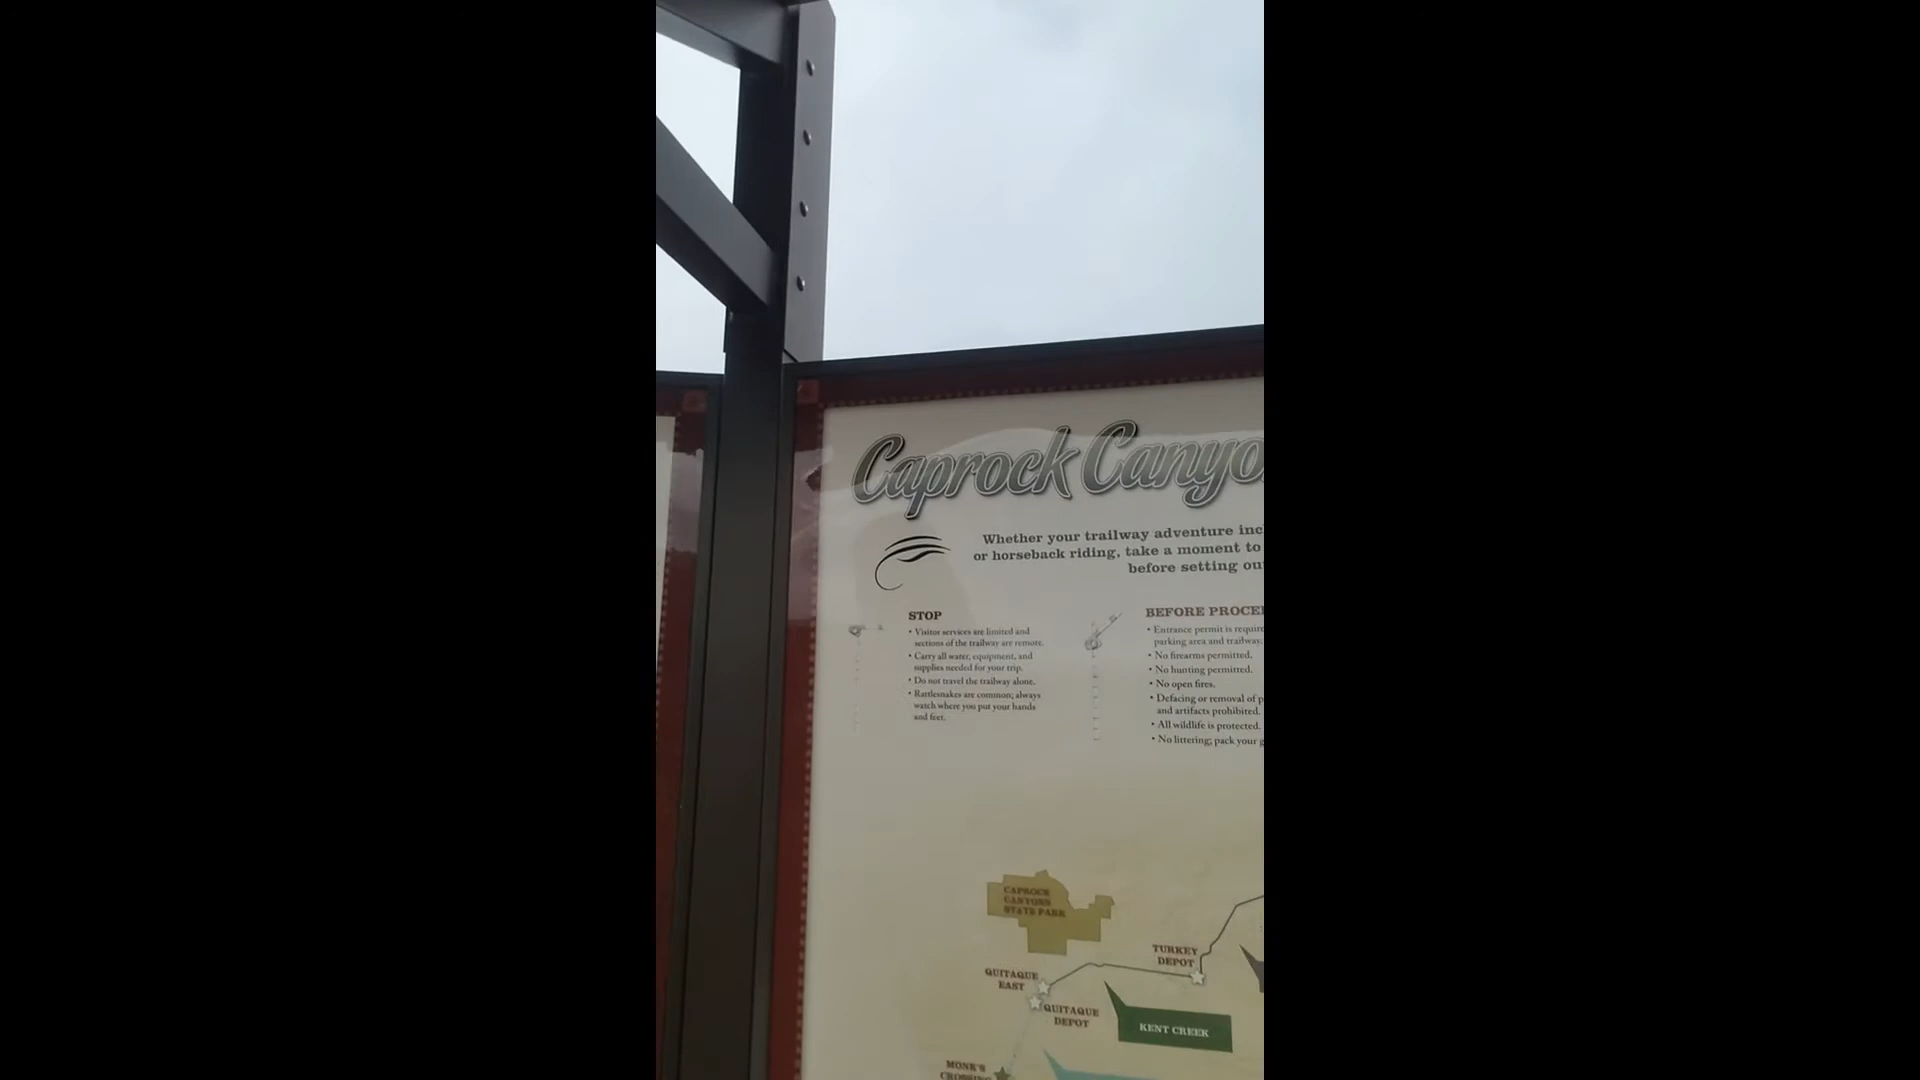 Caprock Canyo
Whether your trailway adventure inc
or horseback riding, take a moment to
before setting ou
STOP
• Visitor services are limited and
sections of the trailway are remote.
• Carry all water, equipment, and
supplies needed for your trip.
• Do not travel the trailway alone.
• Rattlesnakes are common; always
watch where you put your hands
and feet.
BEFORE PROCE
• Entrance permit is require
parking area and trailway.
• No firearms permitted.
• No hunting permitted.
• No open fires.
• Defacing or removal of p
and artifacts prohibited.
• All wildlife is protected.
• No littering; pack your g
CAPROCK
CANYONS
STATE PARK
TURKEY
DEPOT
QUITAQUE
EAST
QUITAQUE
DEPOT
KENT CREEK
MONK'S
CROSSING